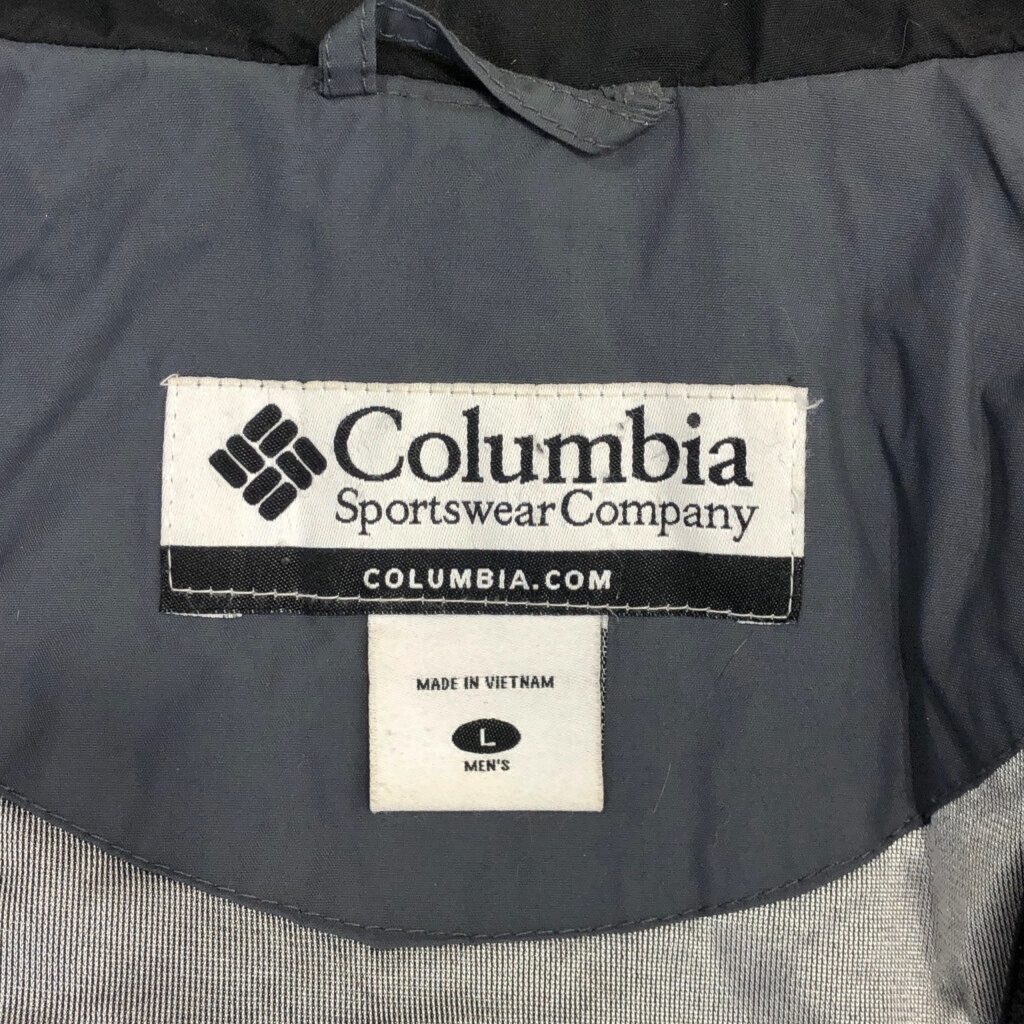 Columbia
Sportswear Company
COLUMBIA.COM
MADE IN VIETNAM
L
MEN'S